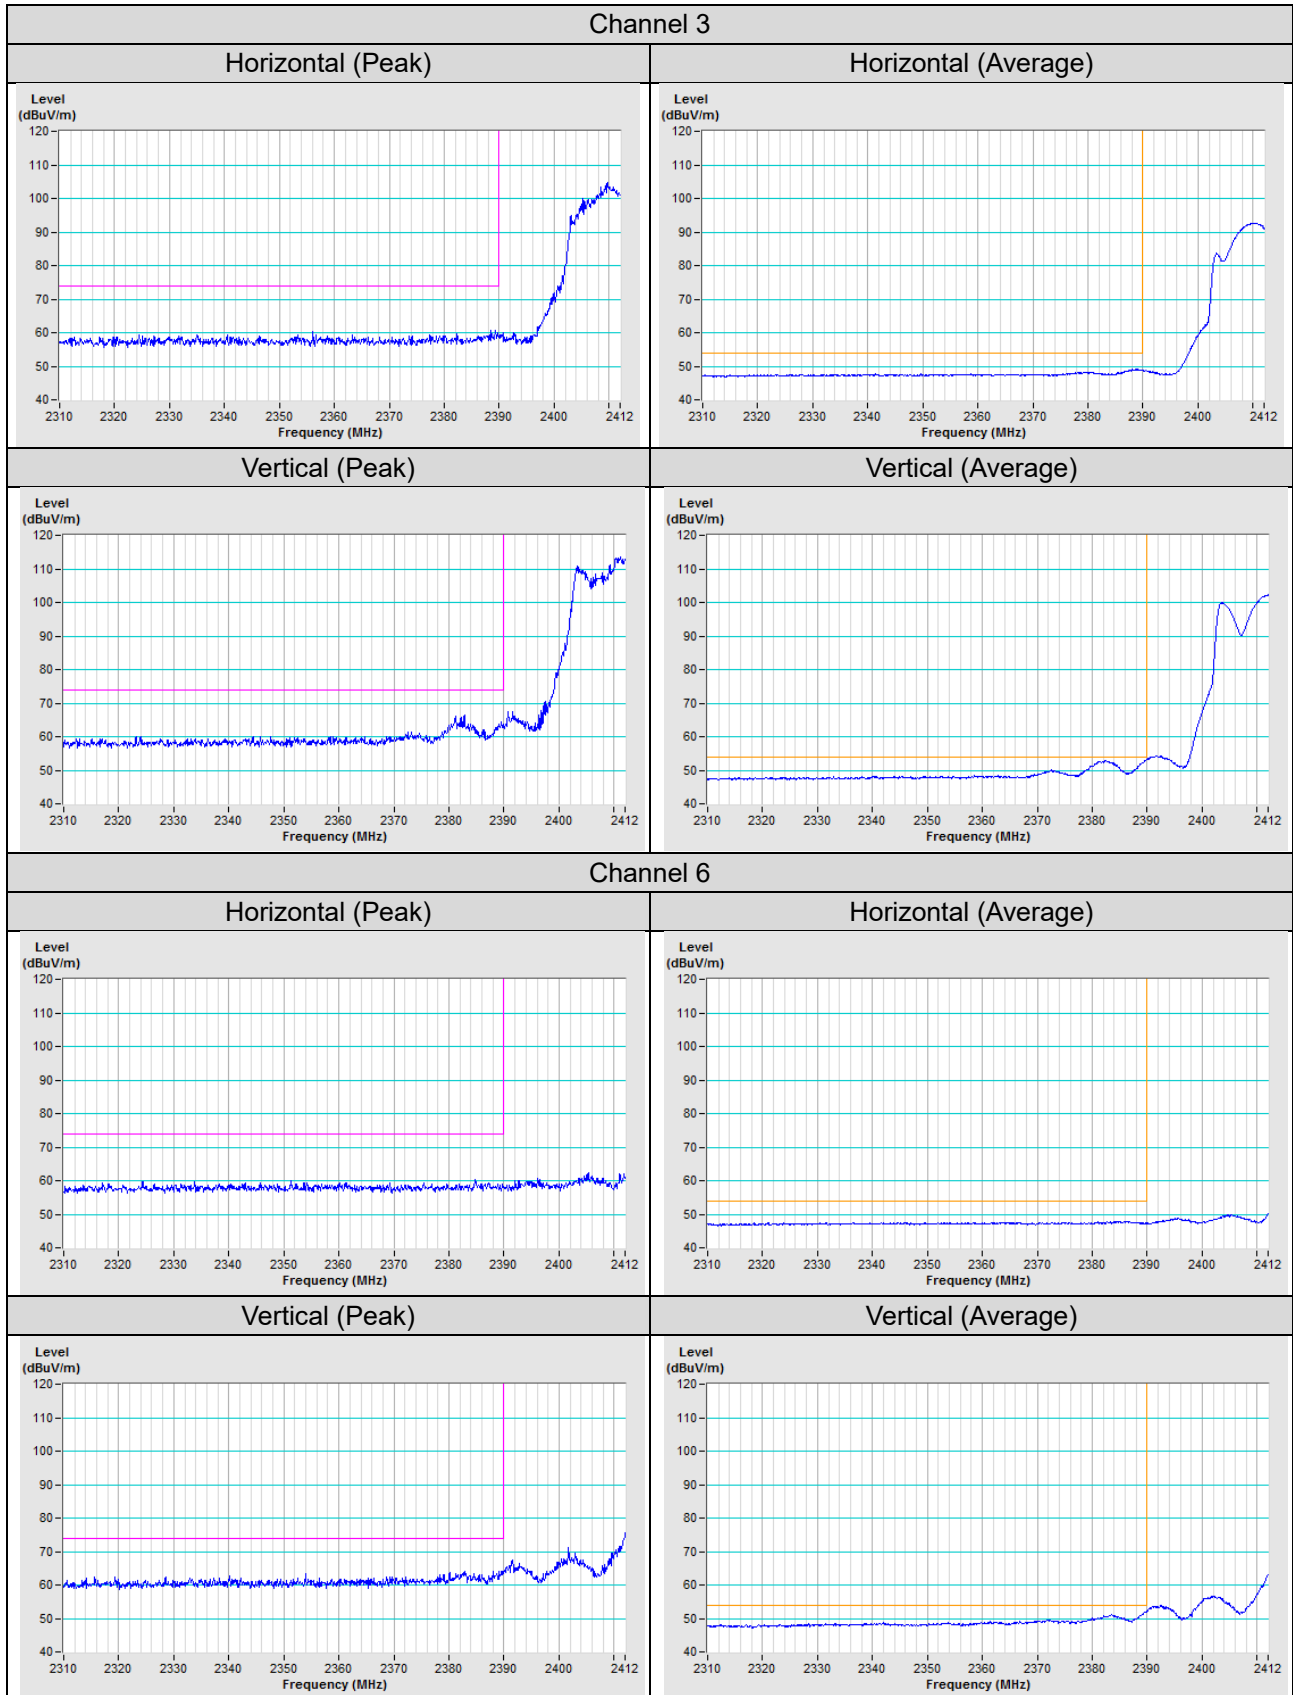 Channel 3
Horizontal (Peak) Horizontal (Average)
Level Level
(dBuV/m) (dBuV/m)
120 120
110 110
100 100
90 90
80 80
70 70
60 60
50 50
40 40
2310 2320 2330 2340 2350 2360 2370 2380 2390 2400 2412 2310 2320 2330 2340 2350 2360 2370 2380 2390 2400 2412
Frequency (MHz) Frequency (MHz)
Vertical (Peak) Vertical (Average)
Level Level
(dBuV/m) (dBuV/m)
120 120
110 110
100 100
90 90
80 80
70 70
60 60
50 50
40 40
2310 2320 2330 2340 2350 2360 2370 2380 2390 2400 2412 2310 2320 2330 2340 2350 2360 2370 2380 2390 2400 2412
Frequency (MHz) Frequency (MHz)
Channel 6
Horizontal (Peak) Horizontal (Average)
Level Level
(dBuV/m) (dBuV/m)
120 120
110 110
100 100
90 90
80 80
70 70
60 60
50 50
40 40
2310 2320 2330 2340 2350 2360 2370 2380 2390 2400 2412 2310 2320 2330 2340 2350 2360 2370 2380 2390 2400 2412
Frequency (MHz) Frequency (MHz)
Vertical (Peak) Vertical (Average)
Level Level
(dBuV/m) (dBuV/m)
120 120
110 110
100 100
90 90
80 80
70 70
60 60
50 50
40 40
2310 2320 2330 2340 2350 2360 2370 2380 2390 2400 2412 2310 2320 2330 2340 2350 2360 2370 2380 2390 2400 2412
Frequency (MHz) Frequency (MHz)